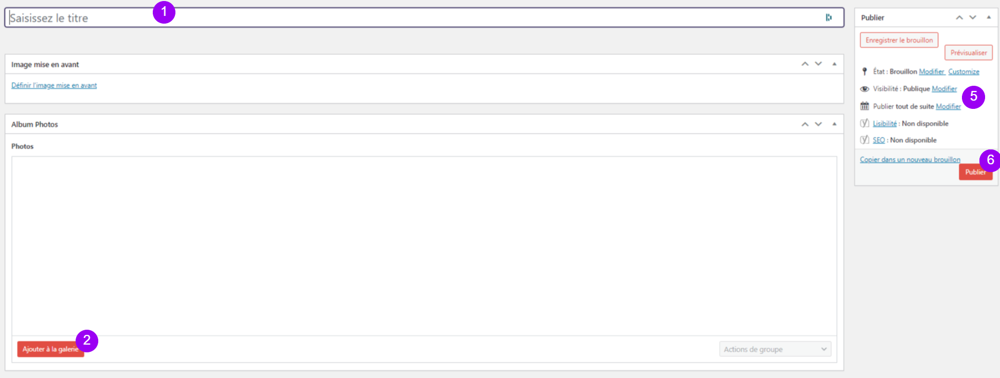 Saisissez le titre
1
Image mise en avant
Définir l'image mise en avant
Album Photos
Photos
Ajouter à la galerie
2
Actions de groupe
Publier
Enregistrer le brouillon
Prévisualiser
État : Brouillon Modifier Customize
Visibilité : Publique Modifier
5
Publier tout de suite Modifier
Lisibilité : Non disponible
SEO : Non disponible
Copier dans un nouveau brouillon
6
Publier